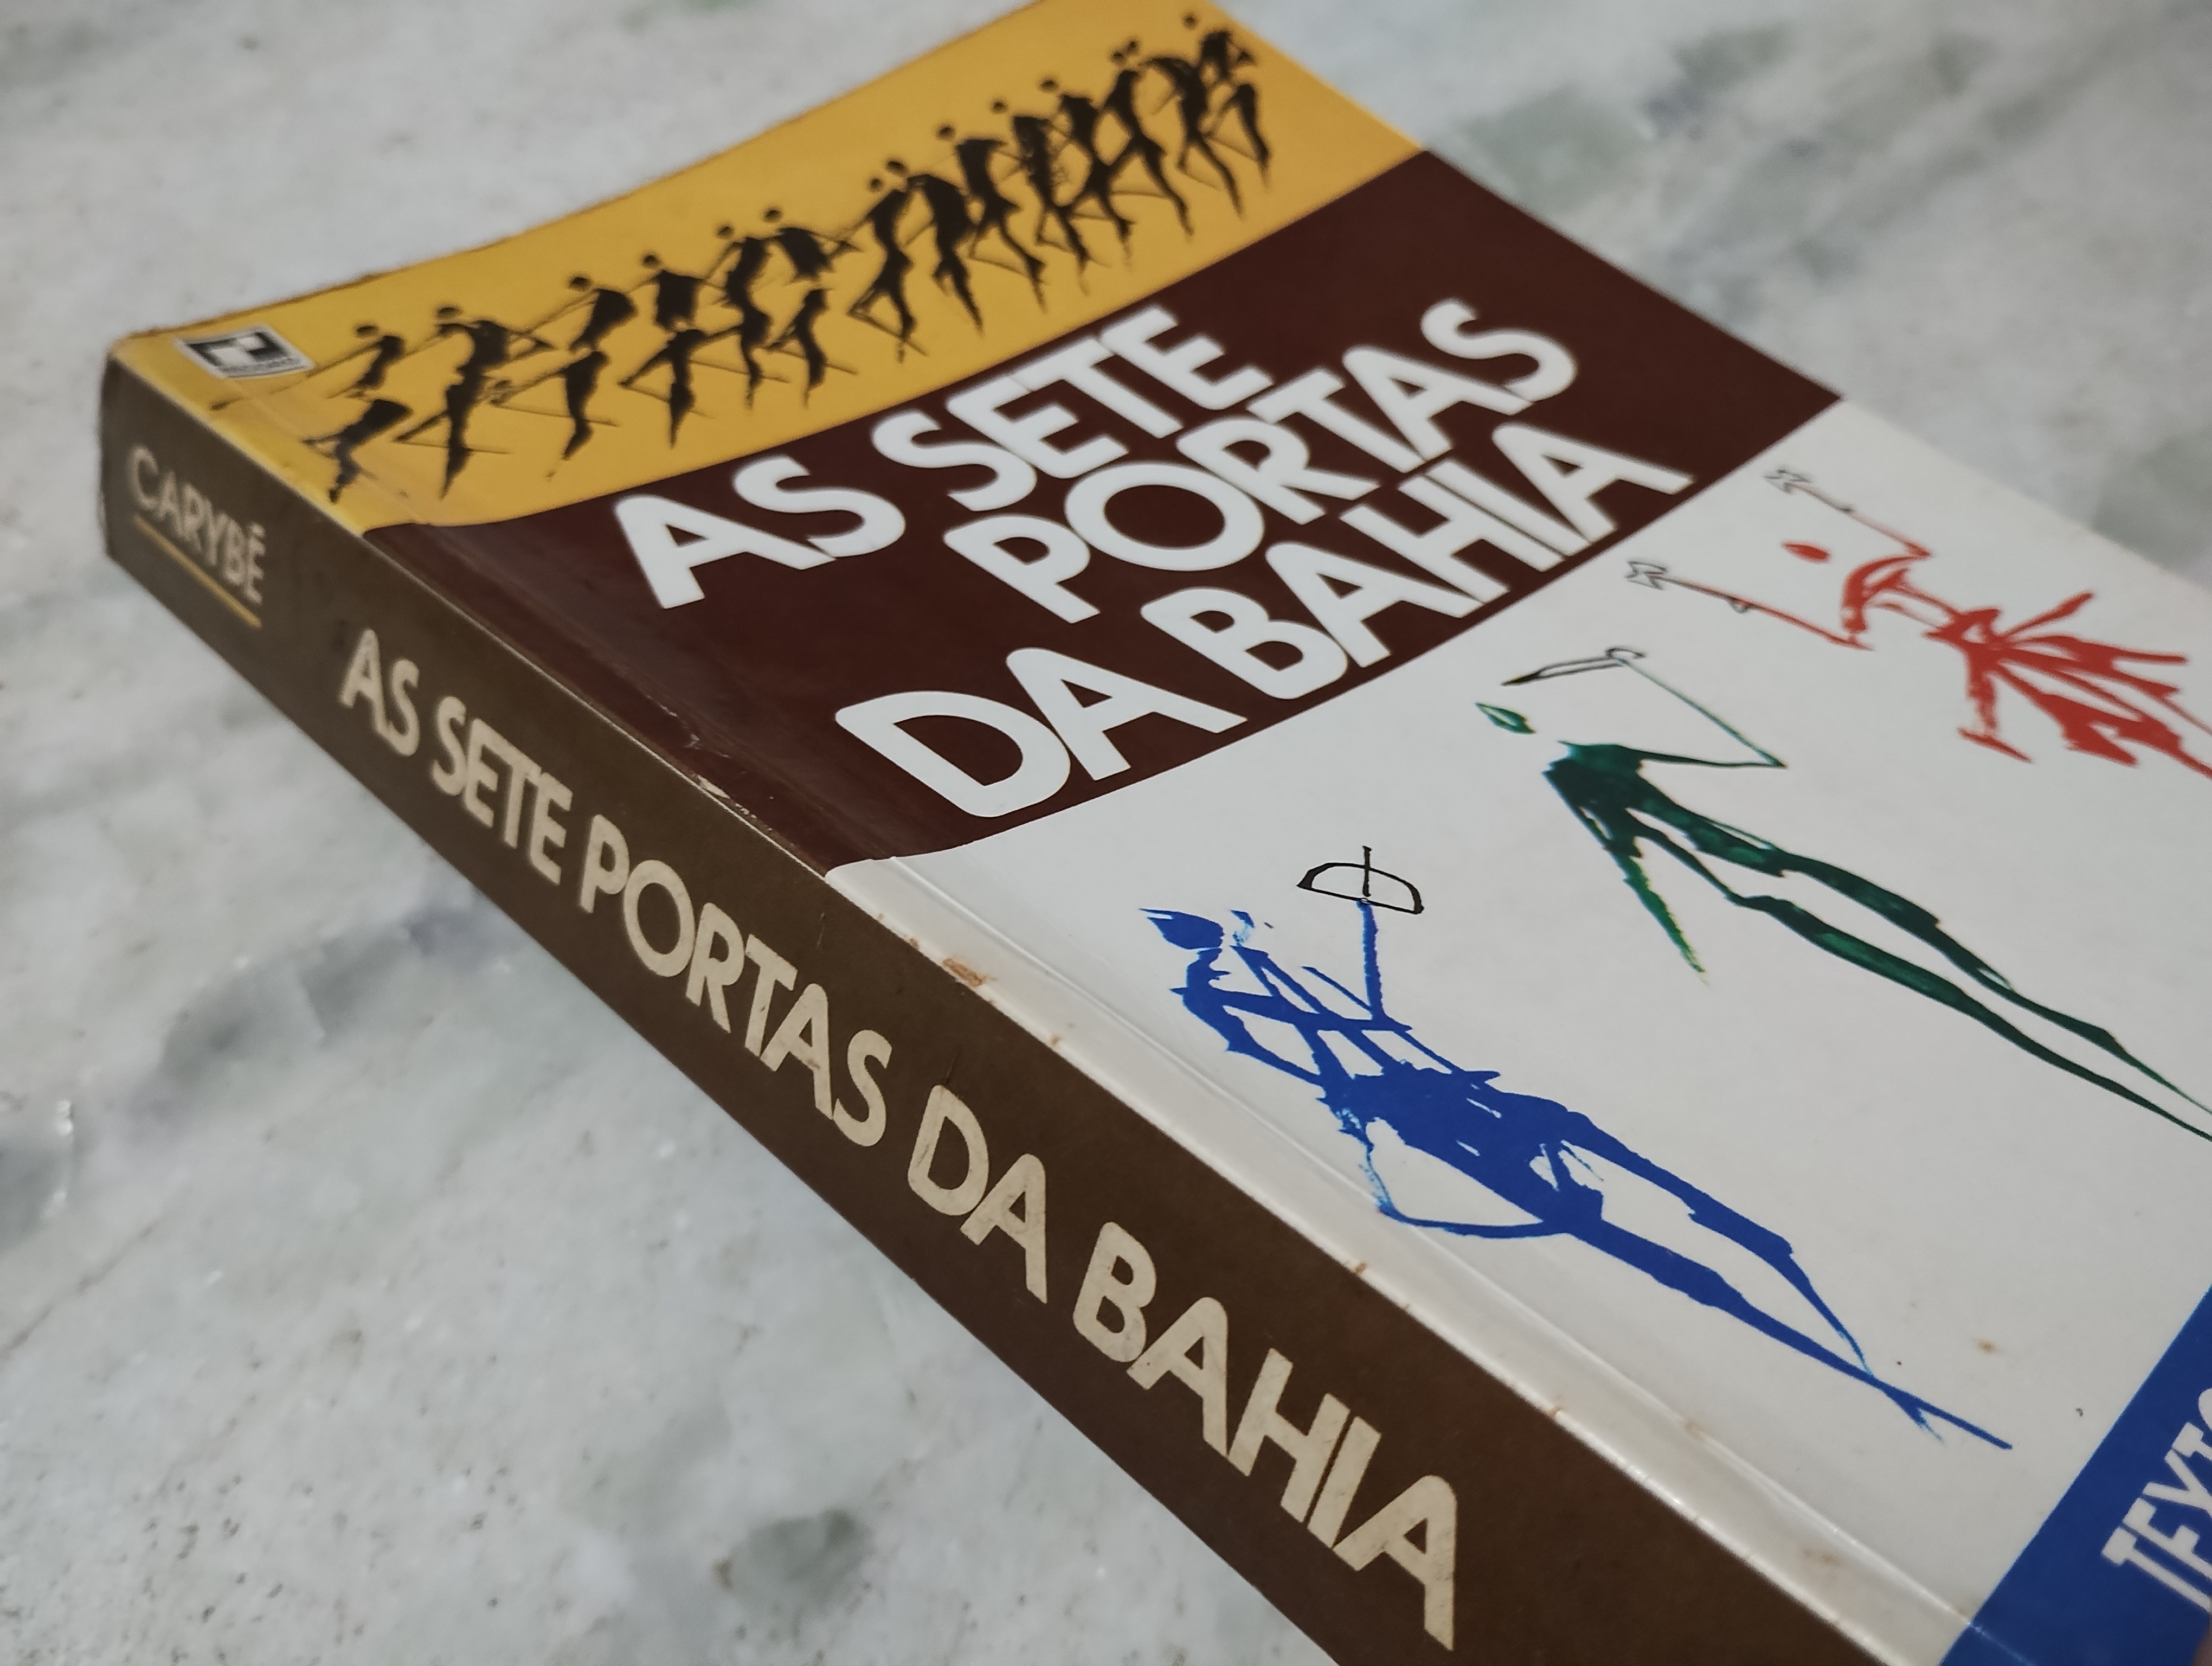 AS SETE
PORTAS
DA BAHIA
CARYBÉ
AS SETE PORTAS DA BAHIA